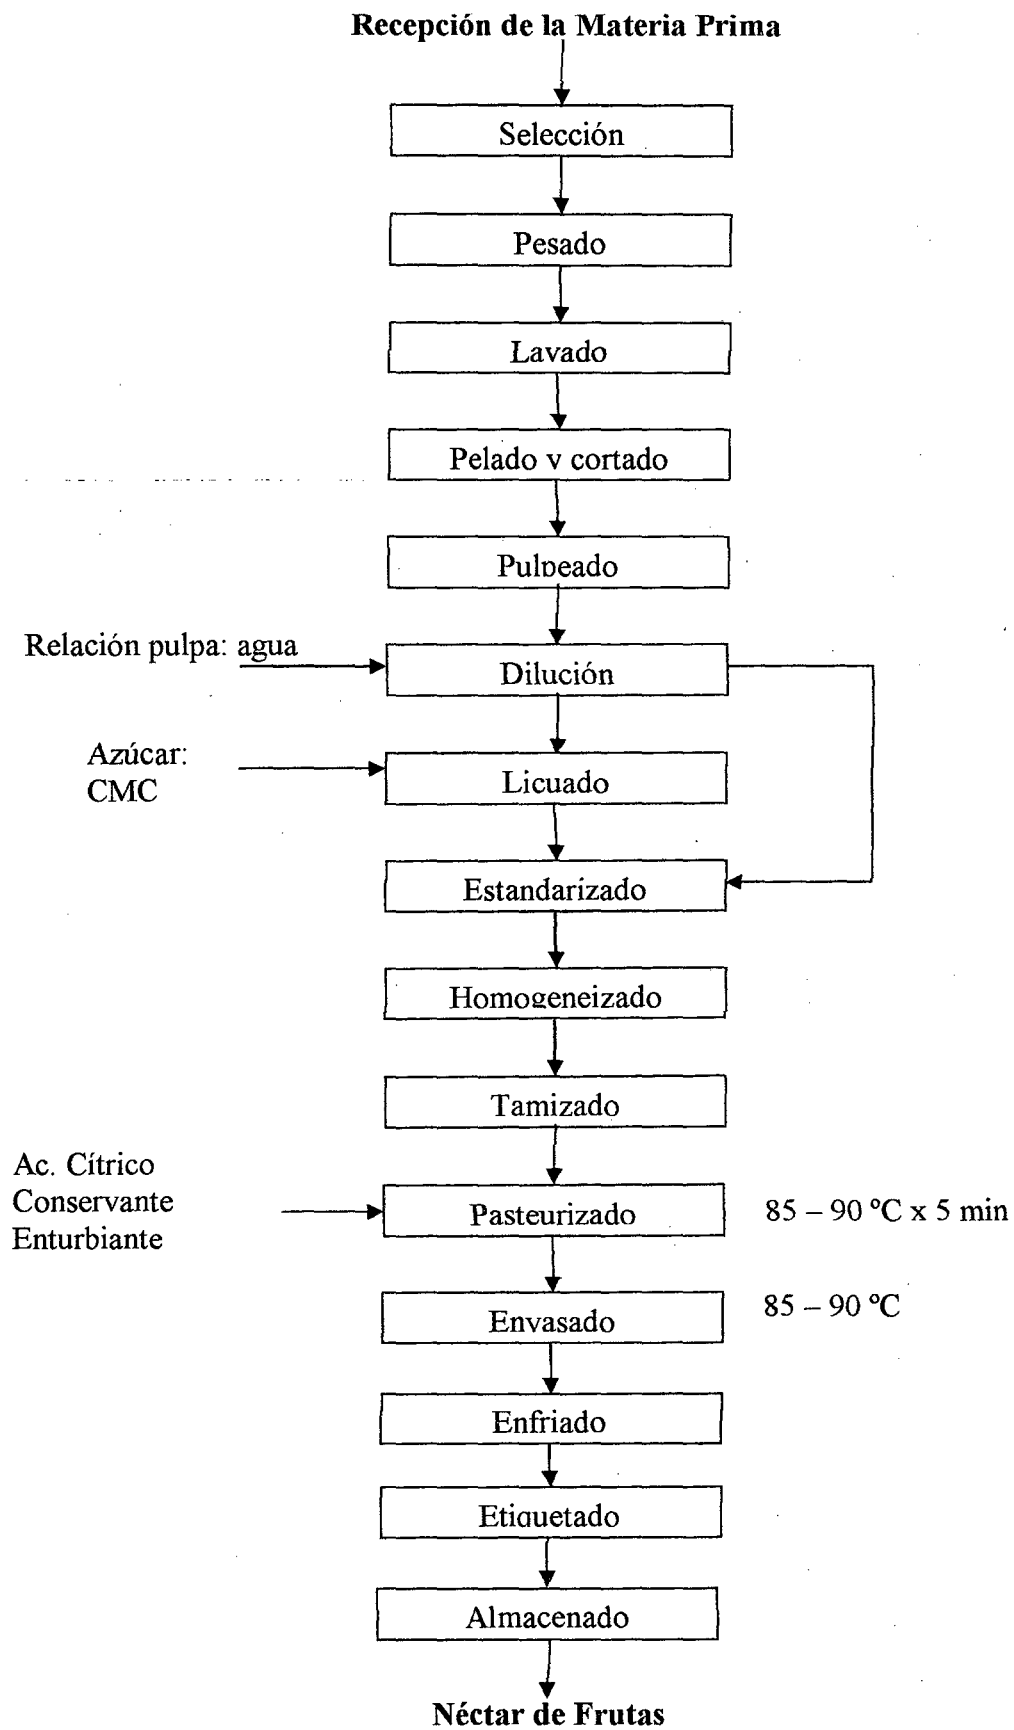 Recepción de la Materia Prima
Selección
Pesado
Lavado
Pelado y cortado
Pulpeado
Relación pulpa: agua
Dilución
Azúcar:
CMC
Licuado
Estandarizado
Homogeneizado
Tamizado
Ac. Cítrico
Conservante
Enturbiante
Pasteurizado
85 – 90 ºC x 5 min
Envasado
85 – 90 ºC
Enfriado
Etiquetado
Almacenado
Néctar de Frutas